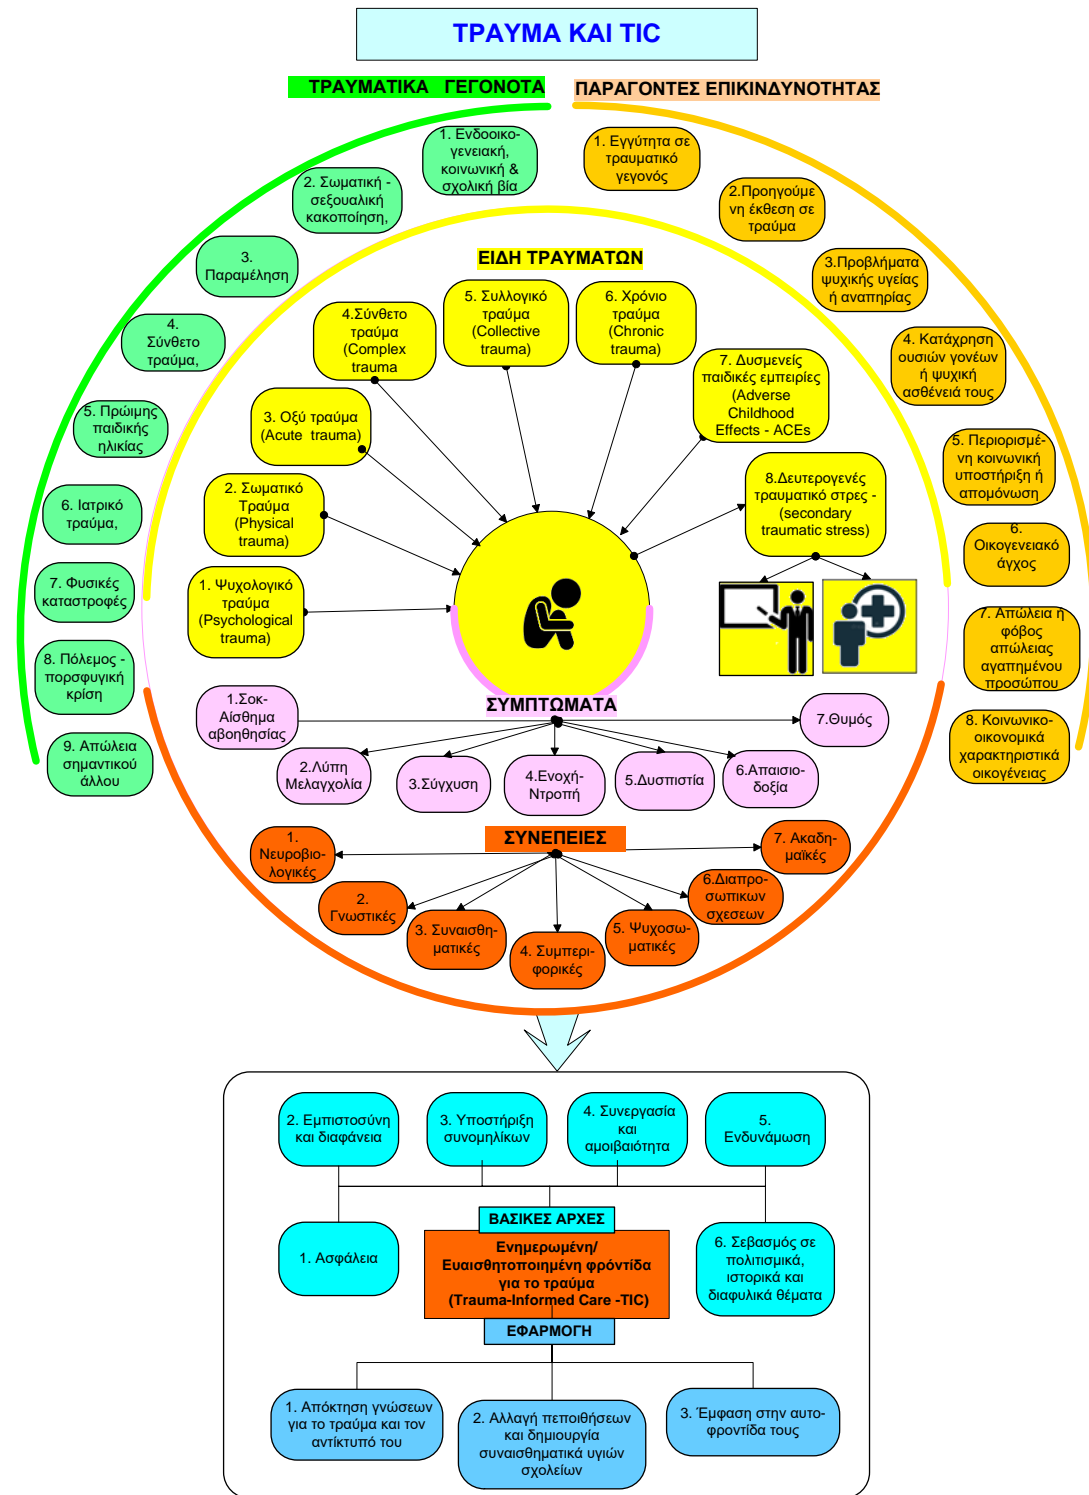 ΤΡΑΥΜΑ ΚΑΙ TIC
ΤΡΑΥΜΑΤΙΚΑ ΓΕΓΟΝΟΤΑ
ΠΑΡΑΓΟΝΤΕΣ ΕΠΙΚΙΝΔΥΝΟΤΗΤΑΣ
1. Ενδοοικο-
γενειακή,
κοινωνική &
σχολική βία
2. Σωματική -
σεξουαλική
κακοποίηση,
3.
Παραμέληση
4.
Σύνθετο
τραύμα,
5. Πρώιμης
παιδικής
ηλικίας
6. Ιατρικό
τραύμα,
7. Φυσικές
καταστροφές
8. Πόλεμος -
πορσφυγική
κρίση
9. Απώλεια
σημαντικού
άλλου
1. Εγγύτητα σε
τραυματικό
γεγονός
2.Προηγούμε
νη έκθεση σε
τραύμα
3.Προβλήματα
ψυχικής υγείας
ή αναπηρίας
4. Κατάχρηση
ουσιών γονέων
ή ψυχική
ασθένειά τους
5. Περιορισμέ-
νη κοινωνική
υποστήριξη ή
απομόνωση
6.
Οικογενειακό
άγχος
7. Απώλεια ή
φόβος
απώλειας
αγαπημένου
προσώπου
8. Κοινωνικο-
οικονομικά
χαρακτηριστικά
οικογένειας
ΕΙΔΗ ΤΡΑΥΜΑΤΩΝ
1. Ψυχολογικό
τραύμα
(Psychological
trauma)
2. Σωματικό
Τραύμα
(Physical
trauma)
3. Οξύ τραύμα
(Acute trauma)
4.Σύνθετο
τραύμα
(Complex
trauma
5. Συλλογικό
τραύμα
(Collective
trauma)
6. Χρόνιο
τραύμα
(Chronic
trauma)
7. Δυσμενείς
παιδικές εμπειρίες
(Adverse
Childhood
Effects - ACEs
8.Δευτερογενές
τραυματικό στρες -
(secondary
traumatic stress)
ΣΥΜΠΤΩΜΑΤΑ
1.Σοκ-
Αίσθημα
αβοηθησίας
2.Λύπη
Μελαγχολία
3.Σύγχυση
4.Ενοχή-
Ντροπή
5.Δυσπιστία
6.Απαισιο-
δοξία
7.Θυμός
ΣΥΝΕΠΕΙΕΣ
1.
Νευροβιο-
λογικές
2.
Γνωστικές
3. Συναισθη-
ματικές
4. Συμπερι-
φορικές
5. Ψυχοσω-
ματικές
6.Διαπρο-
σωπικων
σχεσεων
7. Ακαδη-
μαϊκές
2. Εμπιστοσύνη
και διαφάνεια
3. Υποστήριξη
συνομηλίκων
4. Συνεργασία
και
αμοιβαιότητα
5.
Ενδυνάμωση
1. Ασφάλεια
ΒΑΣΙΚΕΣ ΑΡΧΕΣ
Ενημερωμένη/
Ευαισθητοποιημένη φρόντίδα
για το τραύμα
(Trauma-Informed Care -TIC)
6. Σεβασμός σε
πολιτισμικά,
ιστορικά και
διαφυλικά θέματα
ΕΦΑΡΜΟΓΗ
1. Απόκτηση γνώσεων
για το τραύμα και τον
αντίκτυπό του
2. Αλλαγή πεποιθήσεων
και δημιουργία
συναισθηματικά υγιών
σχολείων
3. Έμφαση στην αυτο-
φροντίδα τους